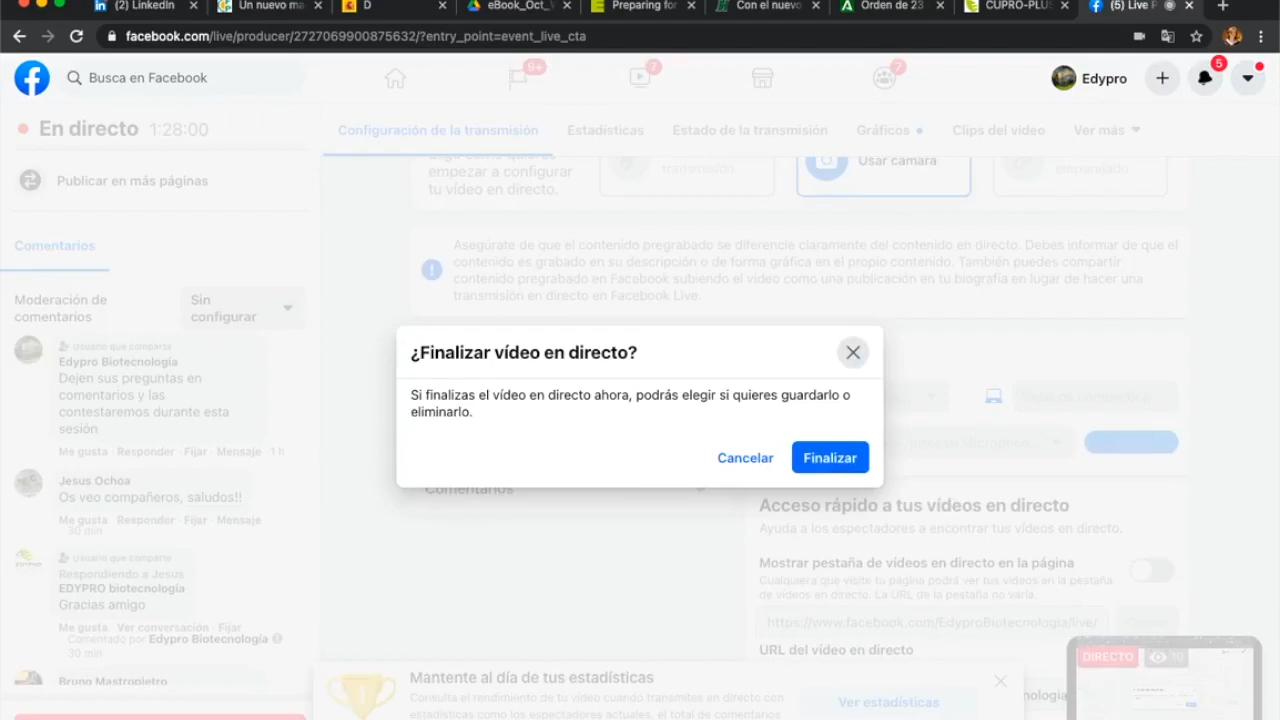 (2) LinkedIn
Un nuevo ma
D
eBook_Oct_
Preparing for
Con el nuevo
Orden de 23
CUPRO-PLUS
(5) Live P
facebook.com/live/producer/2727069900875632/?entry_point=event_live_cta
Busca en Facebook
9+
7
7
Edypro
5
En directo 1:28:00
Publicar en más páginas
Comentarios
Moderación de
comentarios
Sin
configurar
Usuario que comparte
Edypro Biotecnología
Dejen sus preguntas en
comentarios y las
contestaremos durante esta
sesión
Me gusta · Responder · Fijar · Mensaje · 1 h
Jesus Ochoa
Os veo compañeros, saludos!!
Me gusta · Responder · Fijar · Mensaje
30 min
Usuario que comparte
Respondiendo a Jesus
EDYPRO biotecnología
Gracias amigo
Me gusta · Ver conversación · Fijar
Comentado por Edypro Biotecnología
30 min
Bruno Mastropietro
Configuración de la transmisión
Estadísticas
Estado de la transmisión
Gráficos
Clips del vídeo
Ver más
empezar a configurar
tu vídeo en directo.
transmisión
Usar cámara
emparejado
Asegúrate de que el contenido pregrabado se diferencie claramente del contenido en directo. Debes informar de que el
contenido es grabado en su descripción o de forma gráfica en el propio contenido. También puedes compartir
contenido pregrabado en Facebook subiendo el vídeo como una publicación en tu biografía en lugar de hacer una
transmisión en directo en Facebook Live.
¿Finalizar vídeo en directo?
Si finalizas el vídeo en directo ahora, podrás elegir si quieres guardarlo o
eliminarlo.
Cancelar
Finalizar
Comentarios
Acceso rápido a tus vídeos en directo
Ayuda a los espectadores a encontrar tus vídeos en directo.
Mostrar pestaña de vídeos en directo en la página
Cualquiera que visite tu página podrá ver tus vídeos en la pestaña
de vídeos en directo. La URL de la pestaña no varía.
https://www.facebook.com/EdyproBiotecnologia/live/
URL del vídeo en directo
Mantente al día de tus estadísticas
Consulta el rendimiento de tu vídeo cuando transmites en directo con
estadísticas como los espectadores actuales, el total de comentarios
Ver estadísticas
DIRECTO
10